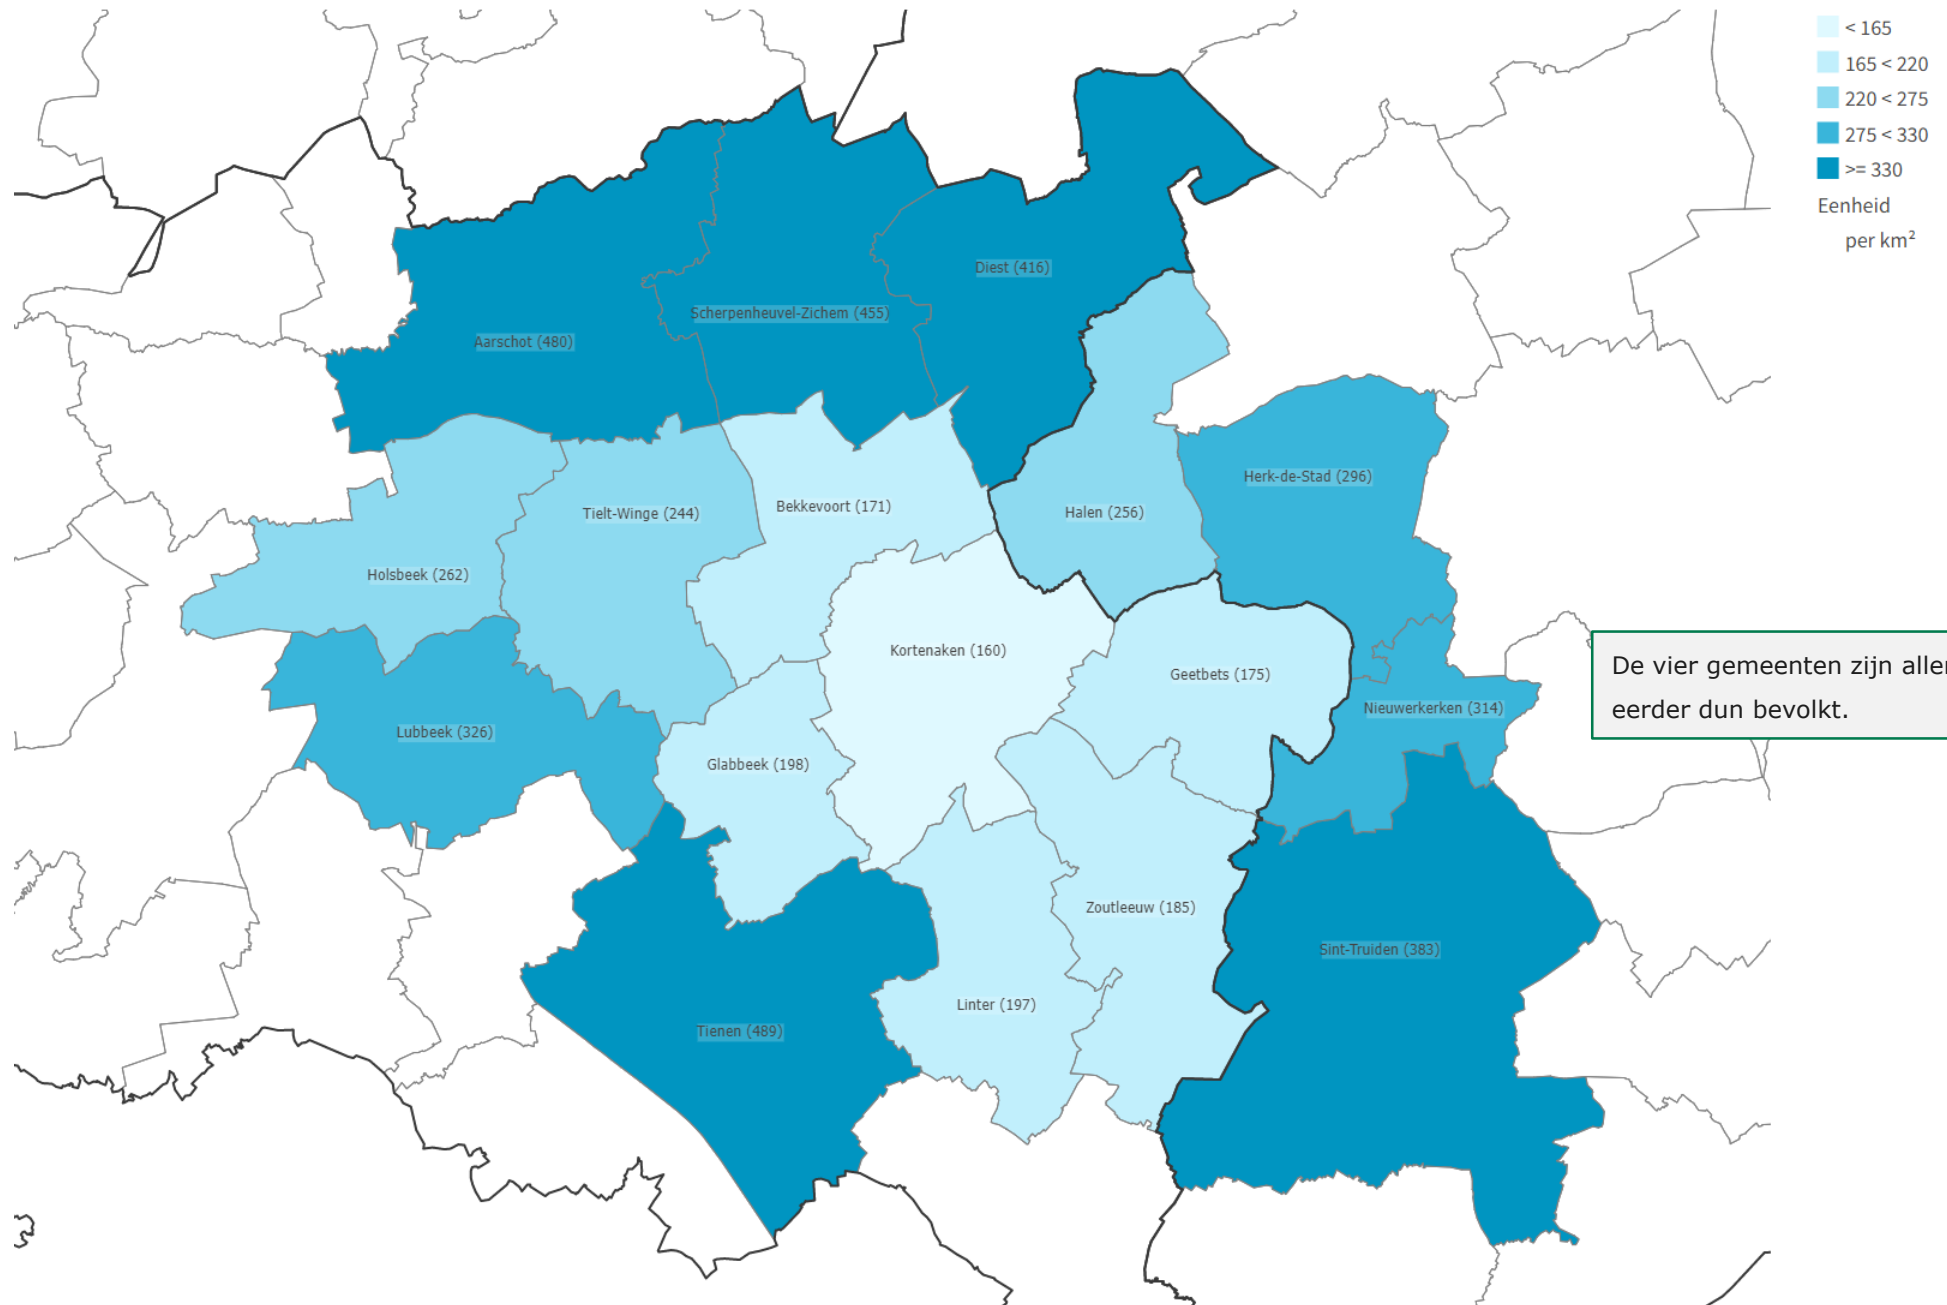 < 165
165 < 220
220 < 275
275 < 330
>= 330
Eenheid
per km²
Diest (416)
Scherpenheuvel-Zichem (455)
Aarschot (480)
Herk-de-Stad (296)
Bekkevoort (171)
Halen (256)
Tielt-Winge (244)
Holsbeek (262)
Kortenaken (160)
Geetbets (175)
De vier gemeenten zijn aller
eerder dun bevolkt.
Nieuwerkerken (314)
Lubbeek (326)
Glabbeek (198)
Zoutleeuw (185)
Sint-Truiden (383)
Linter (197)
Tienen (489)